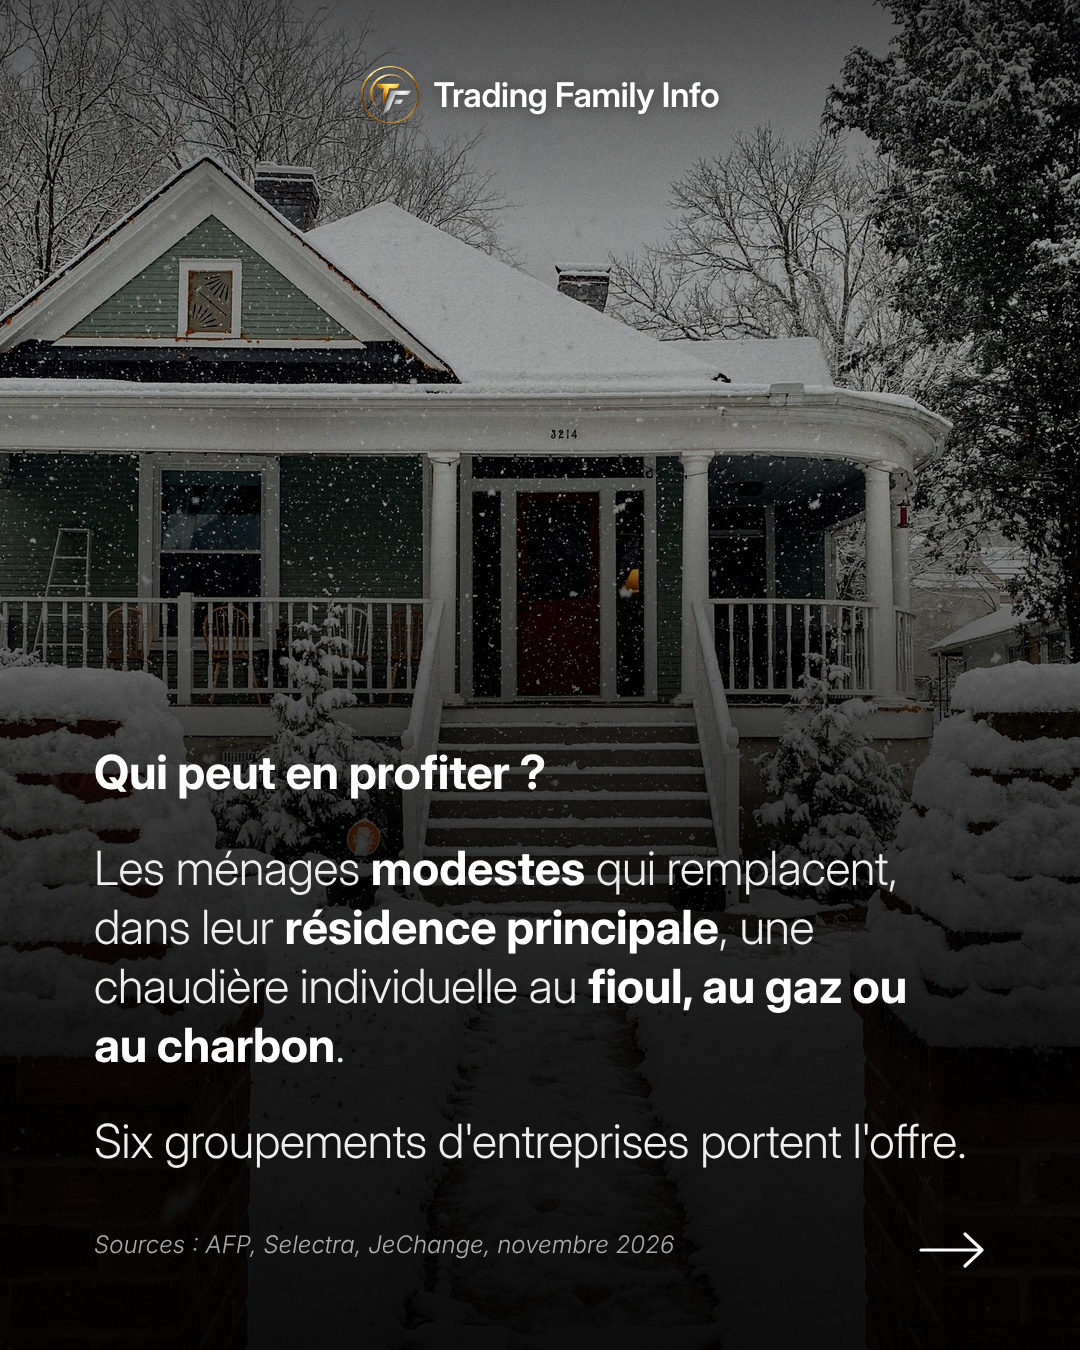 TF Trading Family Info
3214
Qui peut en profiter ?
Les ménages modestes qui remplacent,
dans leur résidence principale, une
chaudière individuelle au fioul, au gaz ou
au charbon.
Six groupements d'entreprises portent l'offre.
Sources : AFP, Selectra, JeChange, novembre 2026